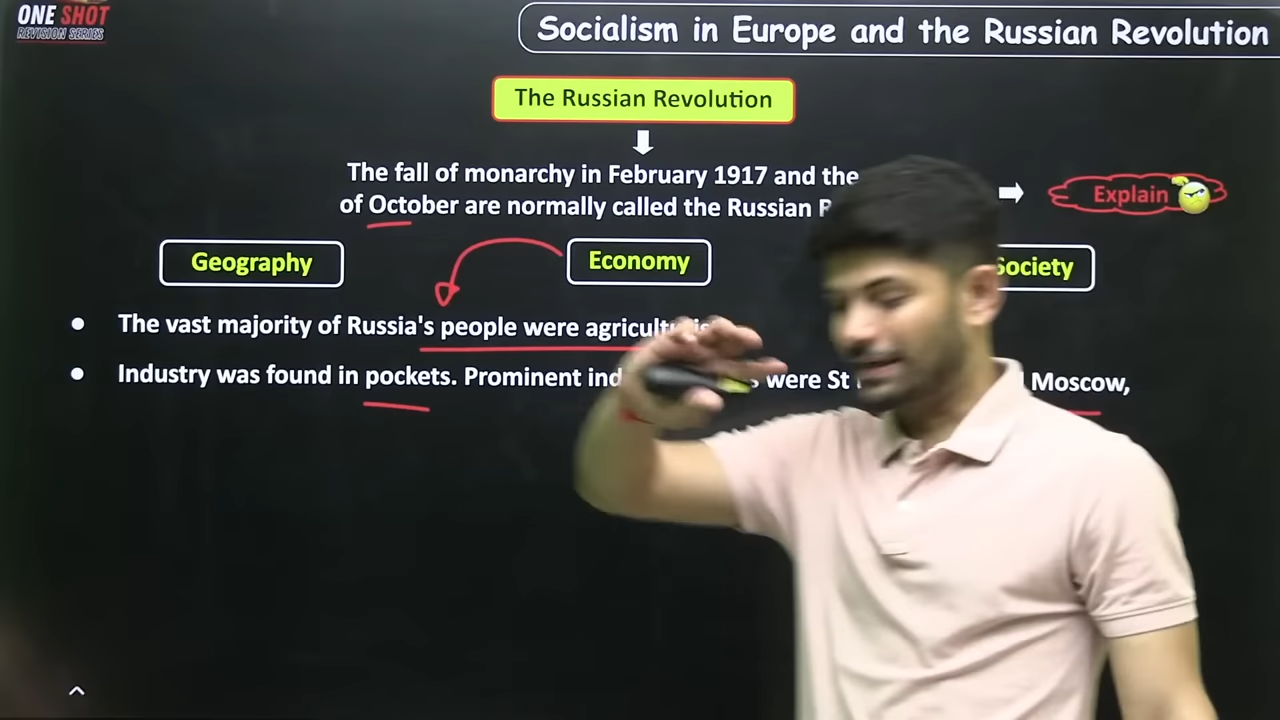 ONE SHOT
REVISION SERIES
Socialism in Europe and the Russian Revolution
The Russian Revolution
The fall of monarchy in February 1917 and the
of October are normally called the Russian
Explain
Geography
Economy
Society
The vast majority of Russia's people were
Industry was found in pockets. Prominent were St Moscow,